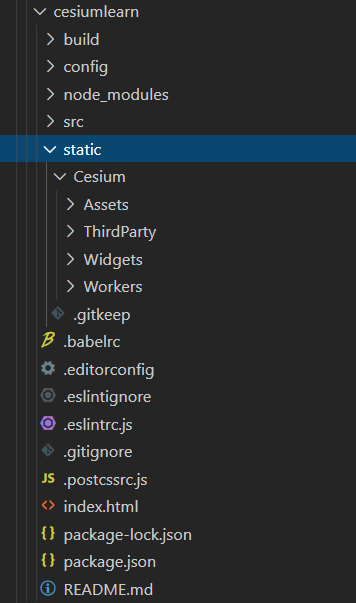 cesiumlearn
build
config
node_modules
src
static
Cesium
Assets
ThirdParty
Widgets
Workers
.gitkeep
.babelrc
.editorconfig
.eslintignore
.eslintrc.js
.gitignore
JS .postcssrc.js
<> index.html
{ } package-lock.json
{ } package.json
README.md